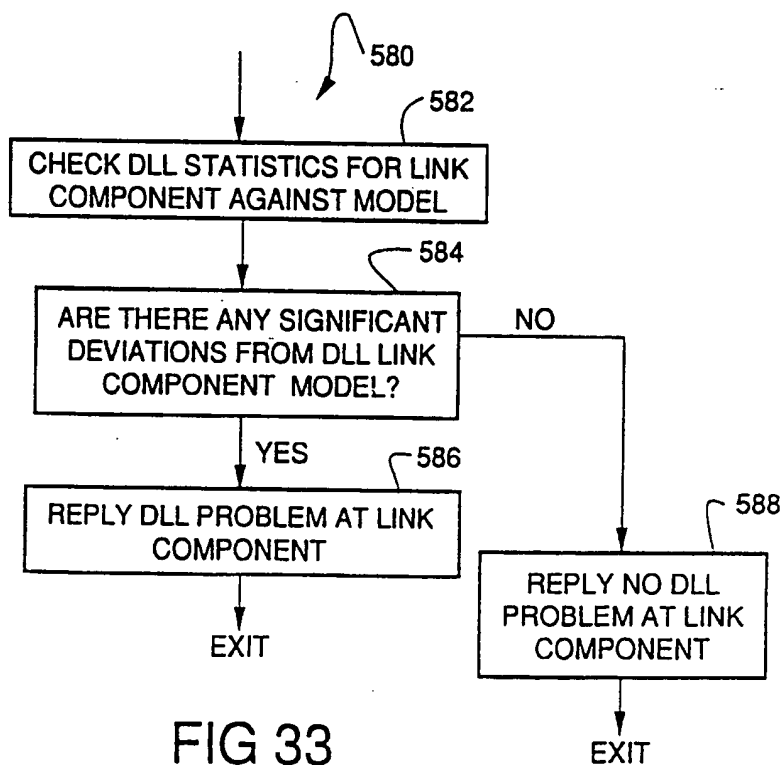 580
582
CHECK DLL STATISTICS FOR LINK
COMPONENT AGAINST MODEL
584
ARE THERE ANY SIGNIFICANT
DEVIATIONS FROM DLL LINK
COMPONENT MODEL?
NO
YES
586
REPLY DLL PROBLEM AT LINK
COMPONENT
EXIT
588
REPLY NO DLL
PROBLEM AT LINK
COMPONENT
EXIT
FIG 33